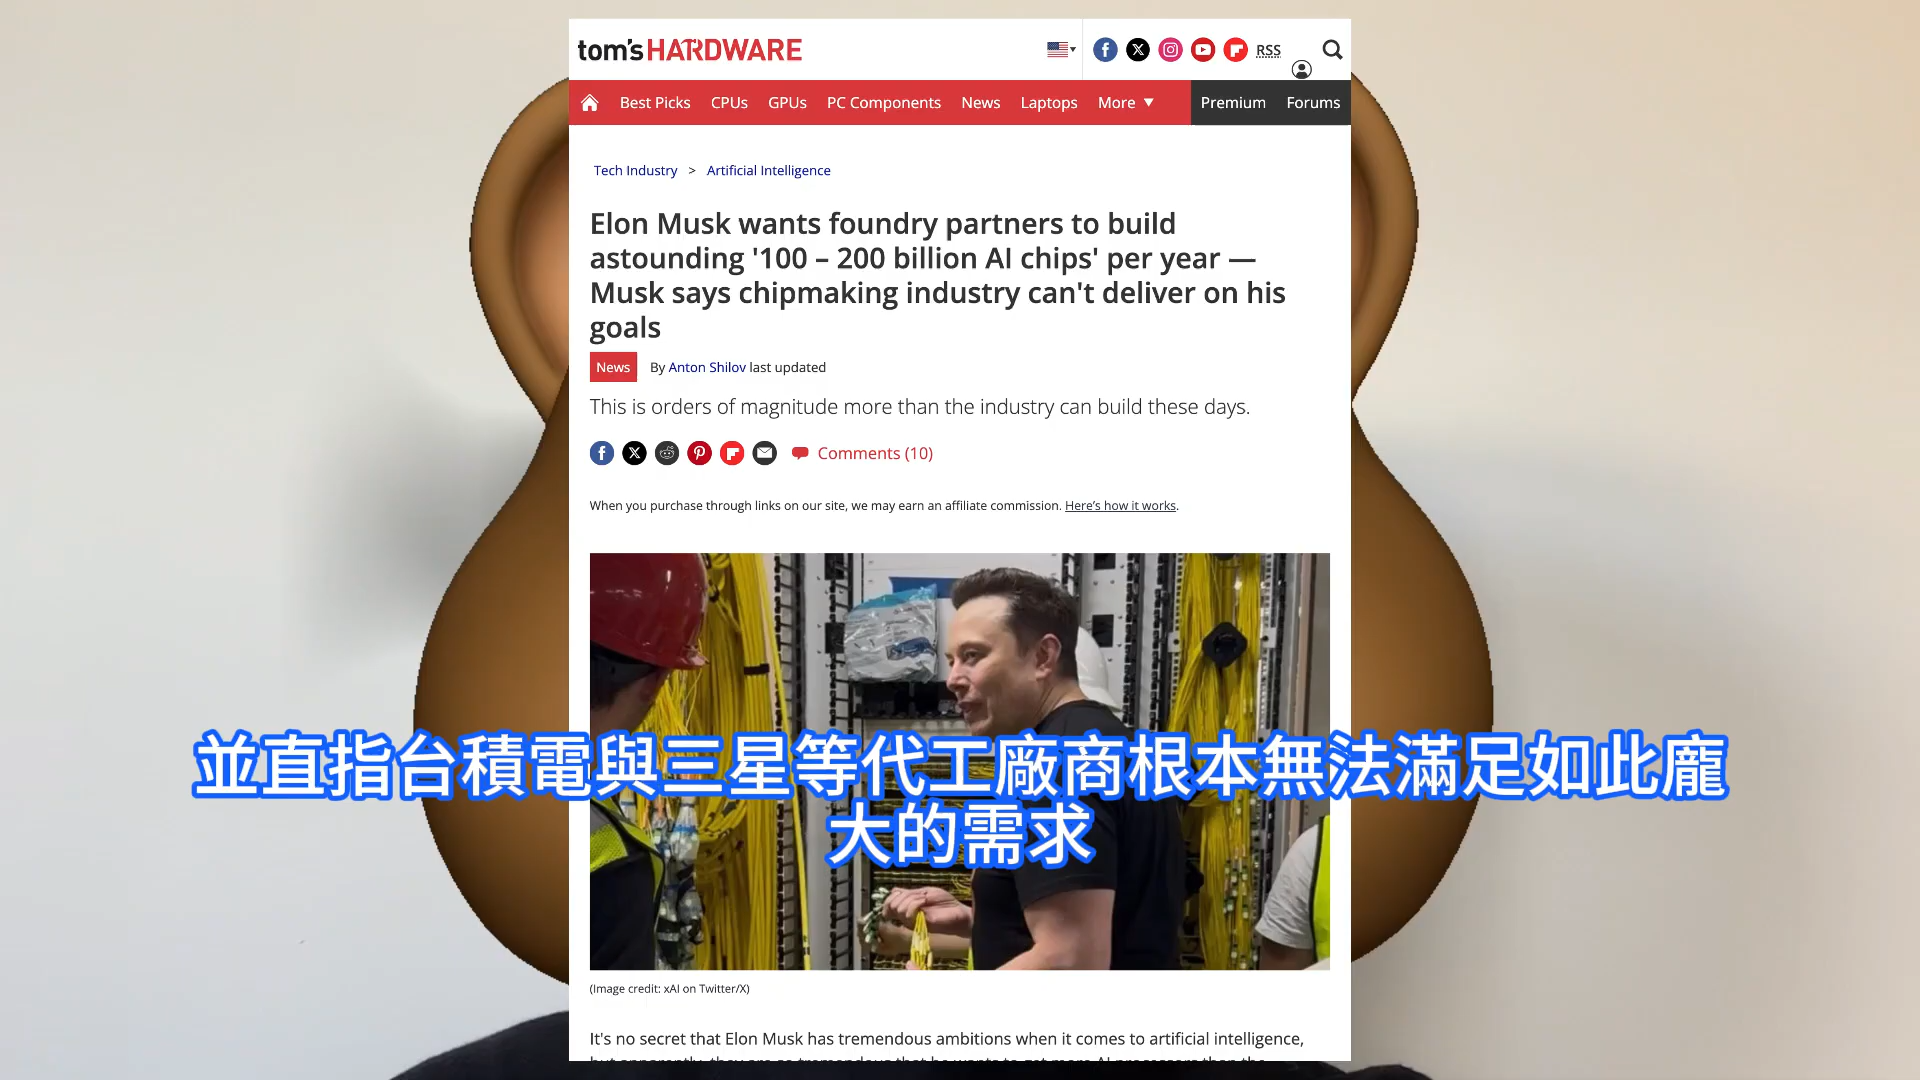 tom's HARDWARE
RSS
Best Picks CPUs GPUs PC Components News Laptops More ▼ Premium Forums
Tech Industry > Artificial Intelligence
Elon Musk wants foundry partners to build
astounding '100 – 200 billion AI chips' per year —
Musk says chipmaking industry can't deliver on his
goals
News By Anton Shilov last updated
This is orders of magnitude more than the industry can build these days.
Comments (10)
When you purchase through links on our site, we may earn an affiliate commission. Here's how it works.
並直指台積電與三星等代工廠商根本無法滿足如此龐
大的需求
(Image credit: xAI on Twitter/X)
It's no secret that Elon Musk has tremendous ambitions when it comes to artificial intelligence,